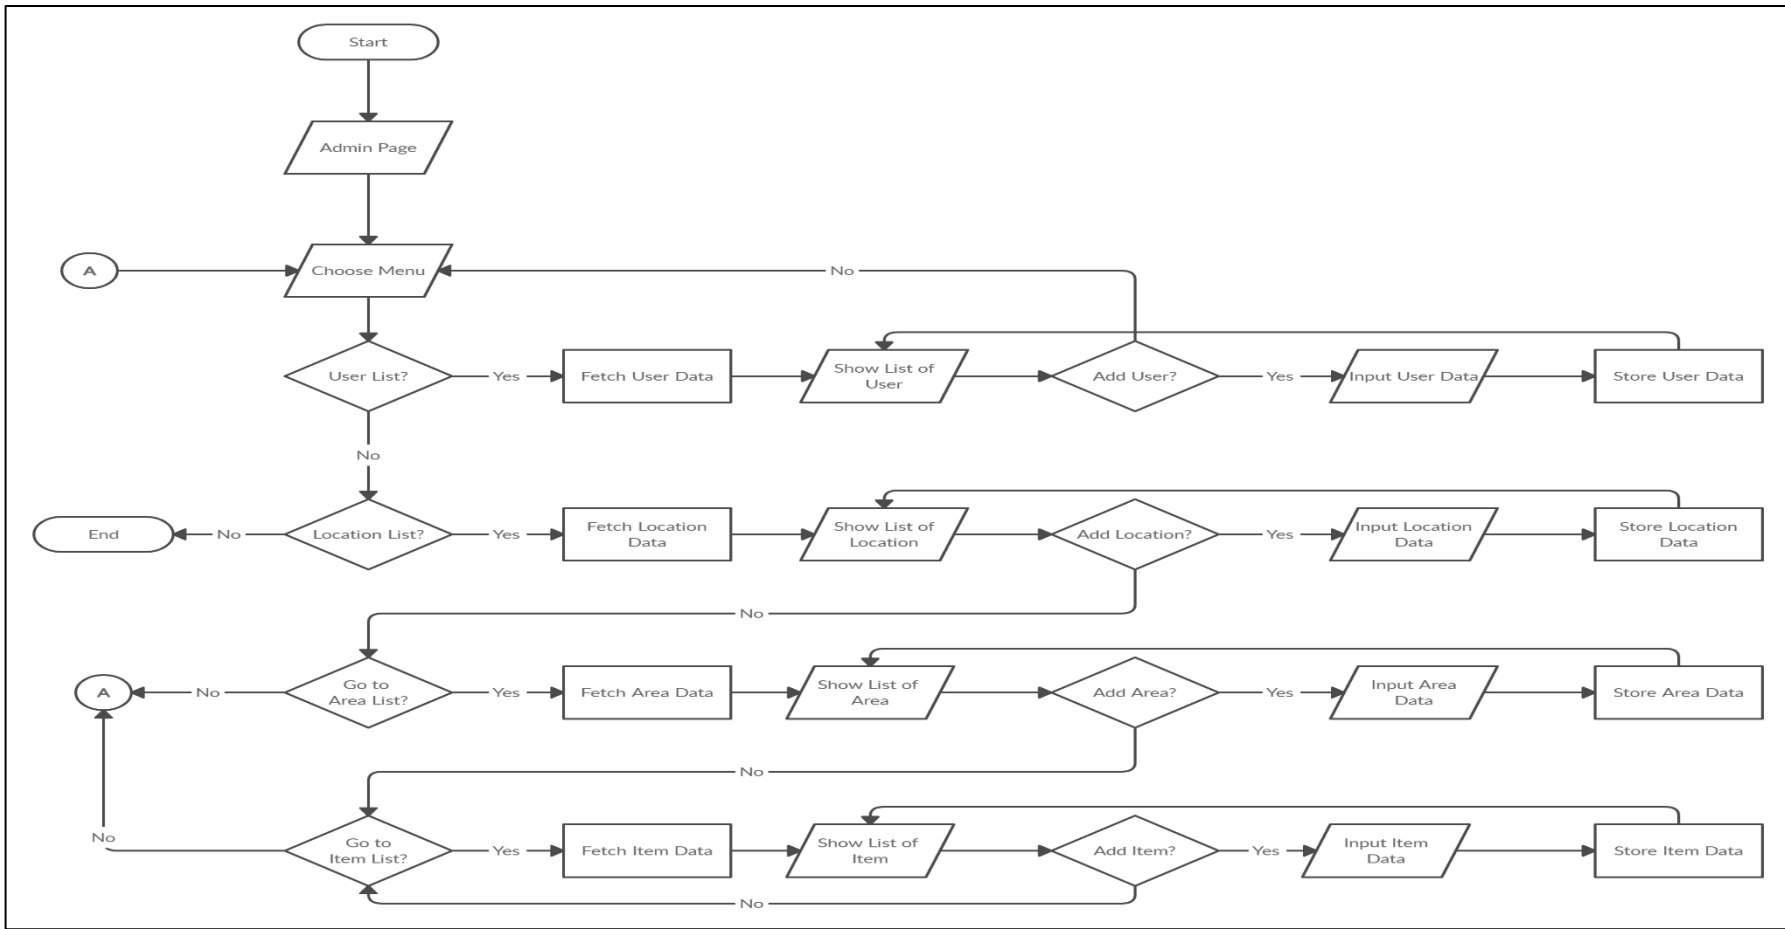 Start
Admin Page
A
Choose Menu
No
User List?
Yes
Fetch User Data
Show List of
User
Add User?
Yes
Input User Data
Store User Data
No
End
No
Location List?
Yes
Fetch Location
Data
Show List of
Location
Add Location?
Yes
Input Location
Data
Store Location
Data
No
A
No
Go to
Area List?
Yes
Fetch Area Data
Show List of
Area
Add Area?
Yes
Input Area
Data
Store Area Data
No
No
Go to
Item List?
Yes
Fetch Item Data
Show List of
Item
Add Item?
Yes
Input Item
Data
Store Item Data
No